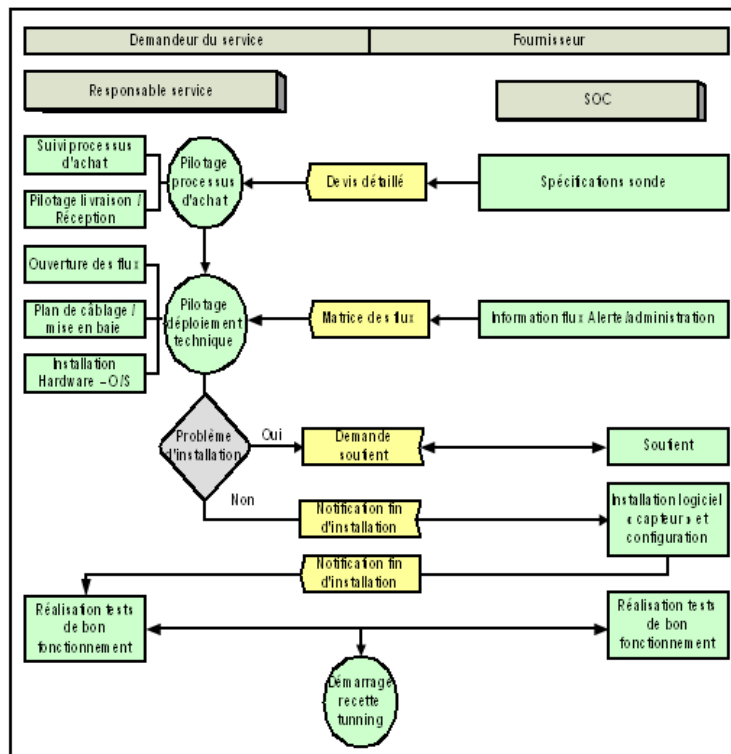 Demandeur du service
Fournisseur
Responsable service
SOC
Suivi processus
d'achat
Pilotage
processus
d'achat
Devis détaillé
Spécifications sonde
Pilotage livraison /
Réception
Ouverture des flux
Pilotage
déploiement
technique
Matrice des flux
Information flux Alerte/administration
Plan de câblage /
mise en baie
Installation
Hardware – O/S
Problème
d'installation
Oui
Demande
soutient
Soutient
Non
Notification fin
d'installation
Installation logiciel
« capteur » et
configuration
Notification fin
d'installation
Réalisation tests
de bon
fonctionnement
Réalisation tests
de bon
fonctionnement
Démarrage
recette
tunning